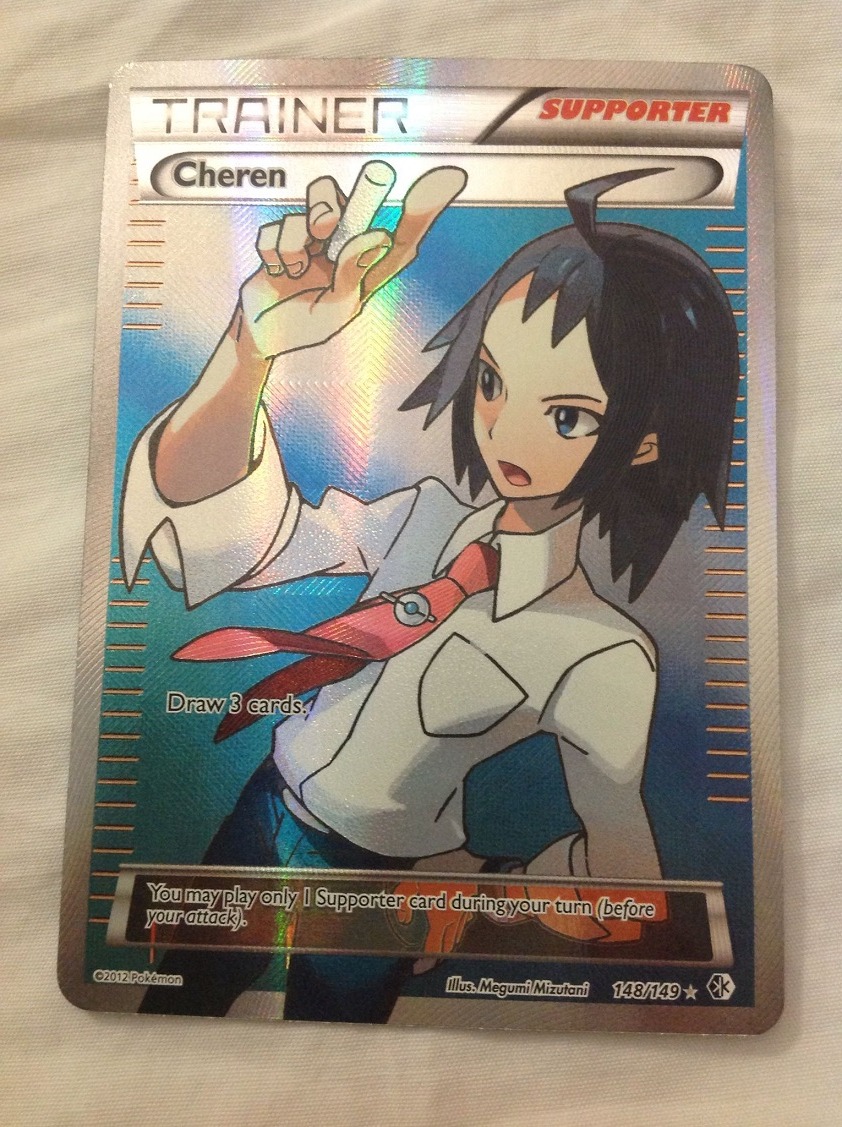 TRAINER
SUPPORTER
Cheren
Draw 3 cards.
You may play only 1 Supporter card during your turn (before
your attack).
©2012 Pokémon
Illus. Megumi Mizutani
148/149